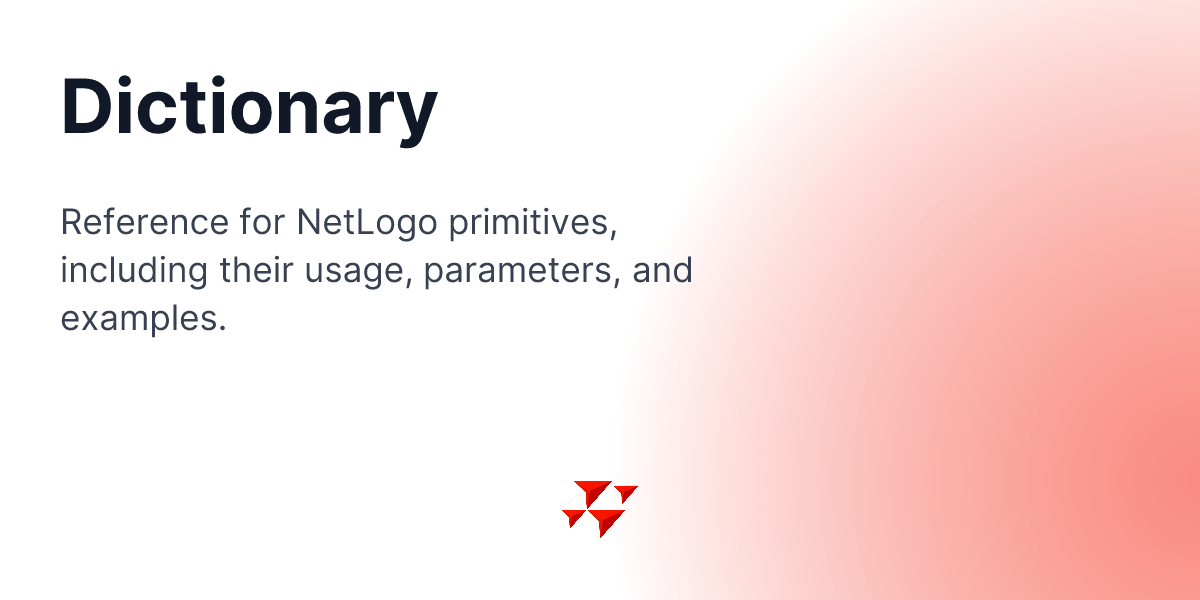 Dictionary
Reference for NetLogo primitives,
including their usage, parameters, and
examples.